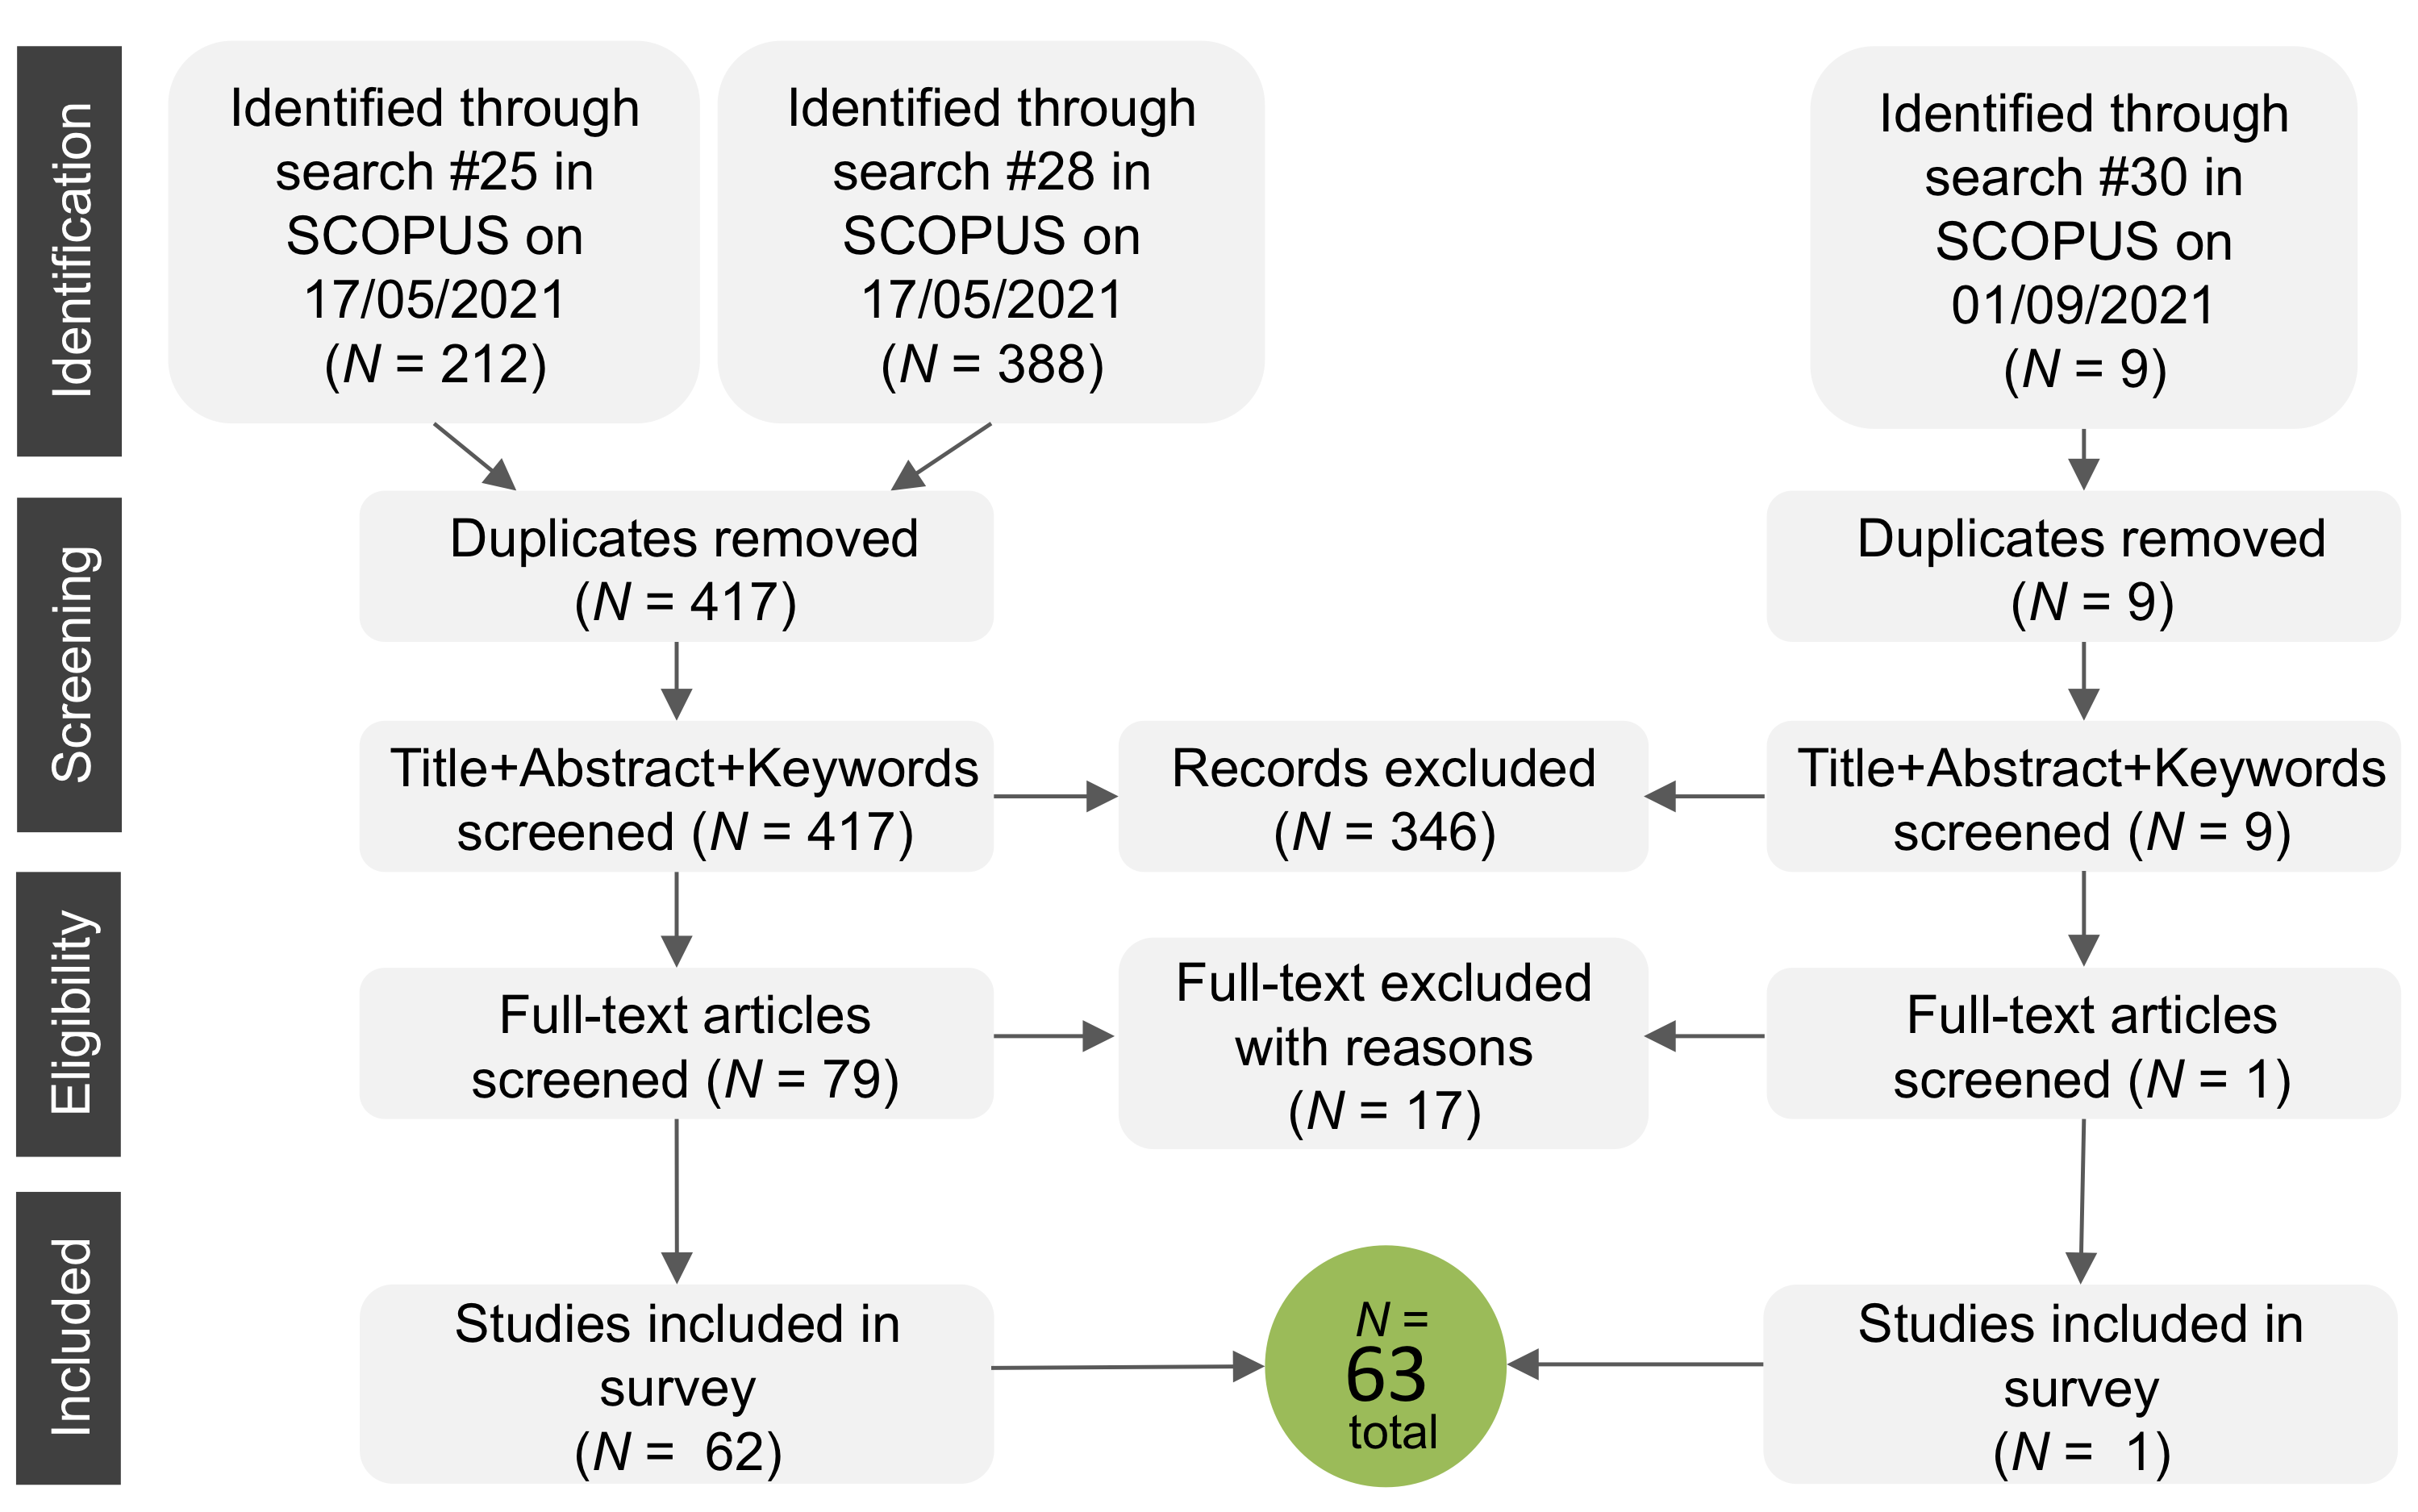 Identification
Identified through
search #25 in
SCOPUS on
17/05/2021
(N = 212)
Identified through
search #28 in
SCOPUS on
17/05/2021
(N = 388)
Identified through
search #30 in
SCOPUS on
01/09/2021
(N = 9)
Screening
Duplicates removed
(N = 417)
Duplicates removed
(N = 9)
Title+Abstract+Keywords
screened (N = 417)
Records excluded
(N = 346)
Title+Abstract+Keywords
screened (N = 9)
Eligibility
Full-text articles
screened (N = 79)
Full-text excluded
with reasons
(N = 17)
Full-text articles
screened (N = 1)
Included
Studies included in
survey
(N = 62)
N =
63
total
Studies included in
survey
(N = 1)